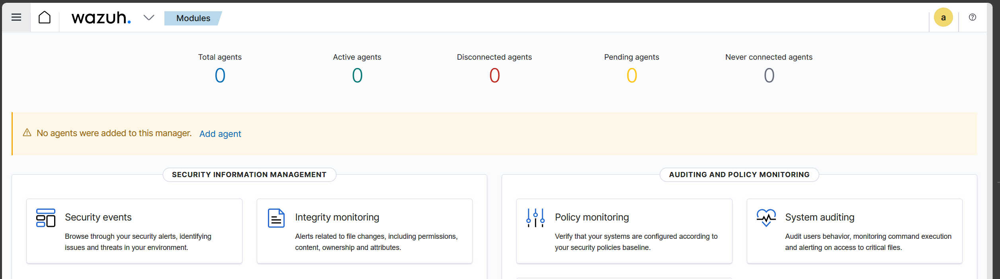 wazuh.
Modules
a
Total agents
0
Active agents
0
Disconnected agents
0
Pending agents
0
Never connected agents
0
No agents were added to this manager. Add agent
SECURITY INFORMATION MANAGEMENT
Security events
Browse through your security alerts, identifying
issues and threats in your environment.
Integrity monitoring
Alerts related to file changes, including permissions,
content, ownership and attributes.
AUDITING AND POLICY MONITORING
Policy monitoring
Verify that your systems are configured according to
your security policies baseline.
System auditing
Audit users behavior, monitoring command execution
and alerting on access to critical files.